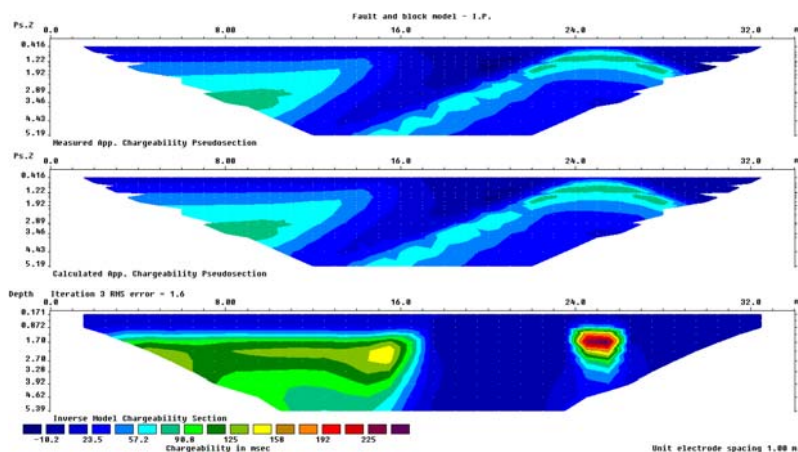 Fault and block model - I.P.
Ps.Z 0.0 8.00 16.0 24.0 32.0 m
0.416
1.22
1.92
2.89
3.46
4.43
5.19
Measured App. Chargeability Pseudosection
Ps.Z 0.0 8.00 16.0 24.0 32.0 m
0.416
1.22
1.92
2.89
3.46
4.43
5.19
Calculated App. Chargeability Pseudosection
Depth Iteration 3 RMS error = 1.6
0.0 8.00 16.0 24.0 32.0 m
0.171
0.872
1.70
2.70
3.28
3.92
4.62
5.39
Inverse Model Chargeability Section
-10.2 23.5 57.2 90.8 125 158 192 225
Chargeability in msec
Unit electrode spacing 1.00 m